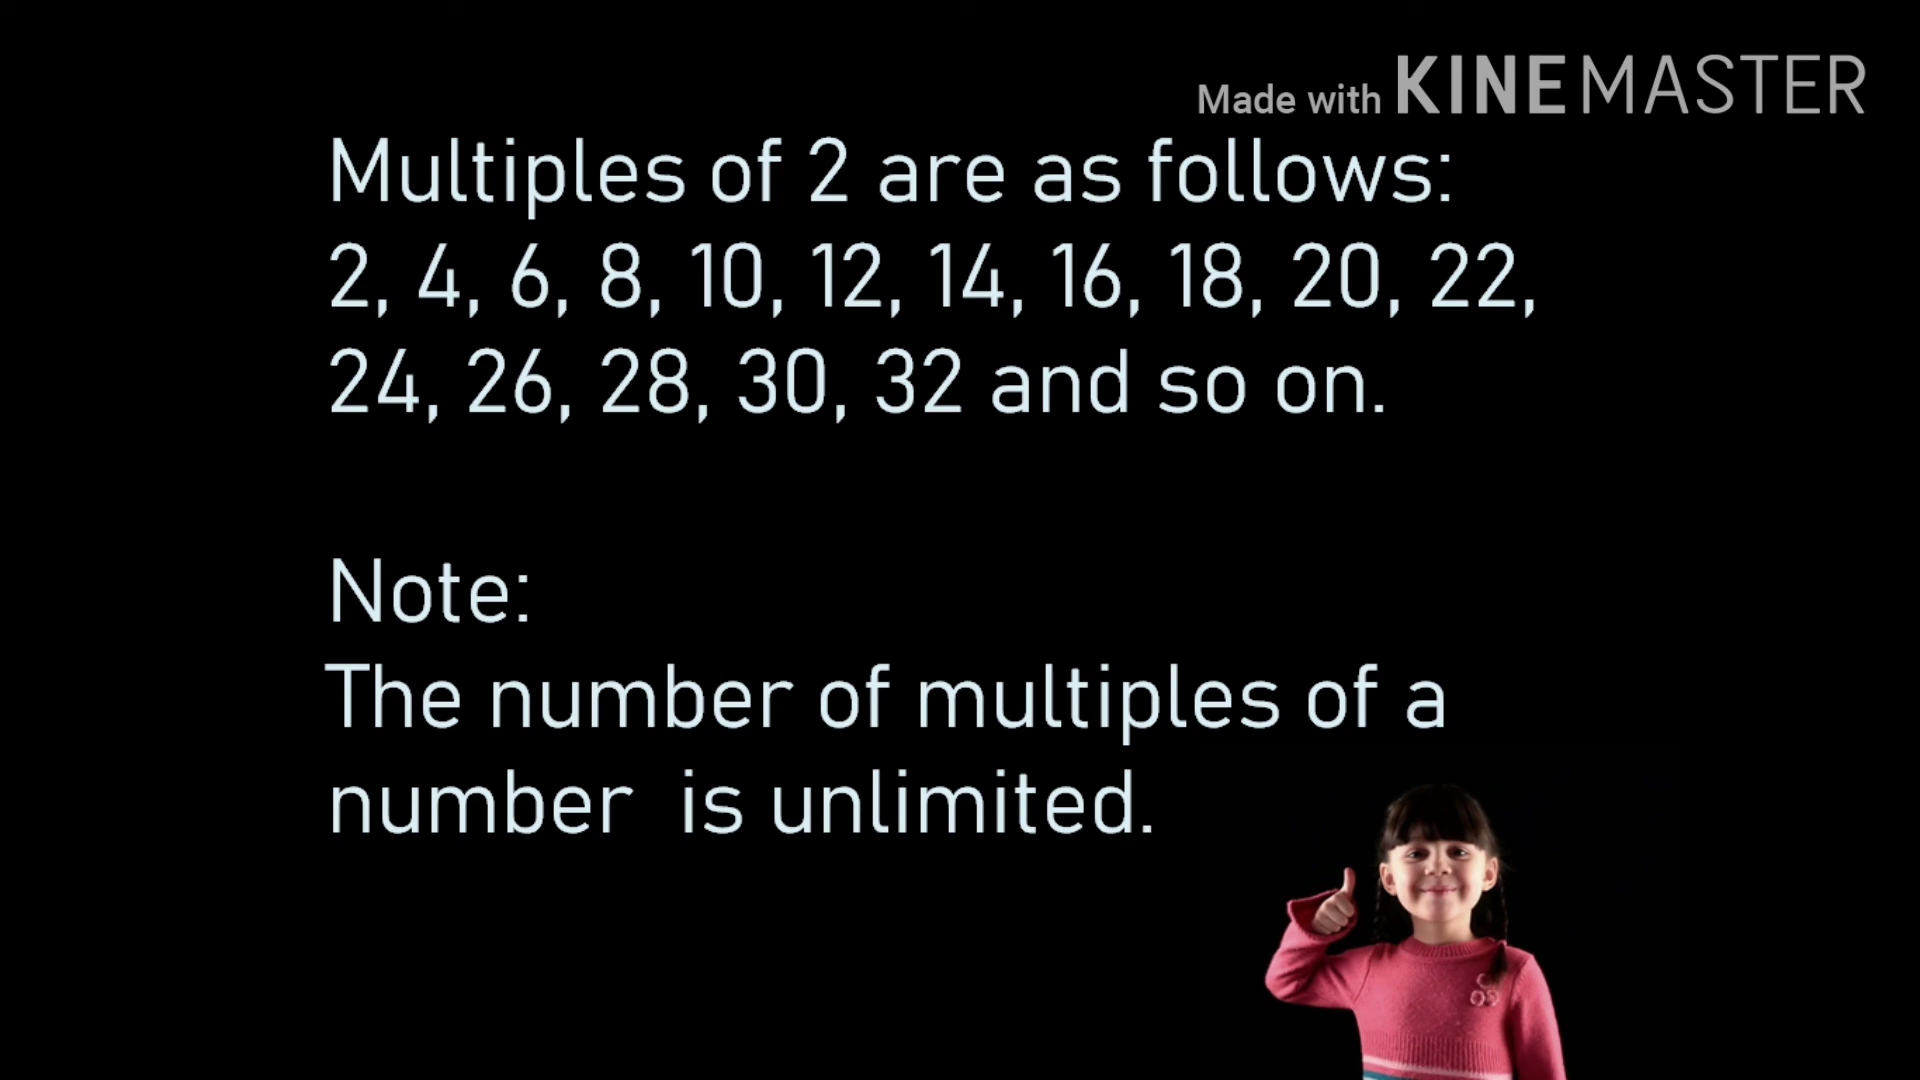 Made with KINEMASTER
Multiples of 2 are as follows:
2, 4, 6, 8, 10, 12, 14, 16, 18, 20, 22,
24, 26, 28, 30, 32 and so on.
Note:
The number of multiples of a
number  is unlimited.